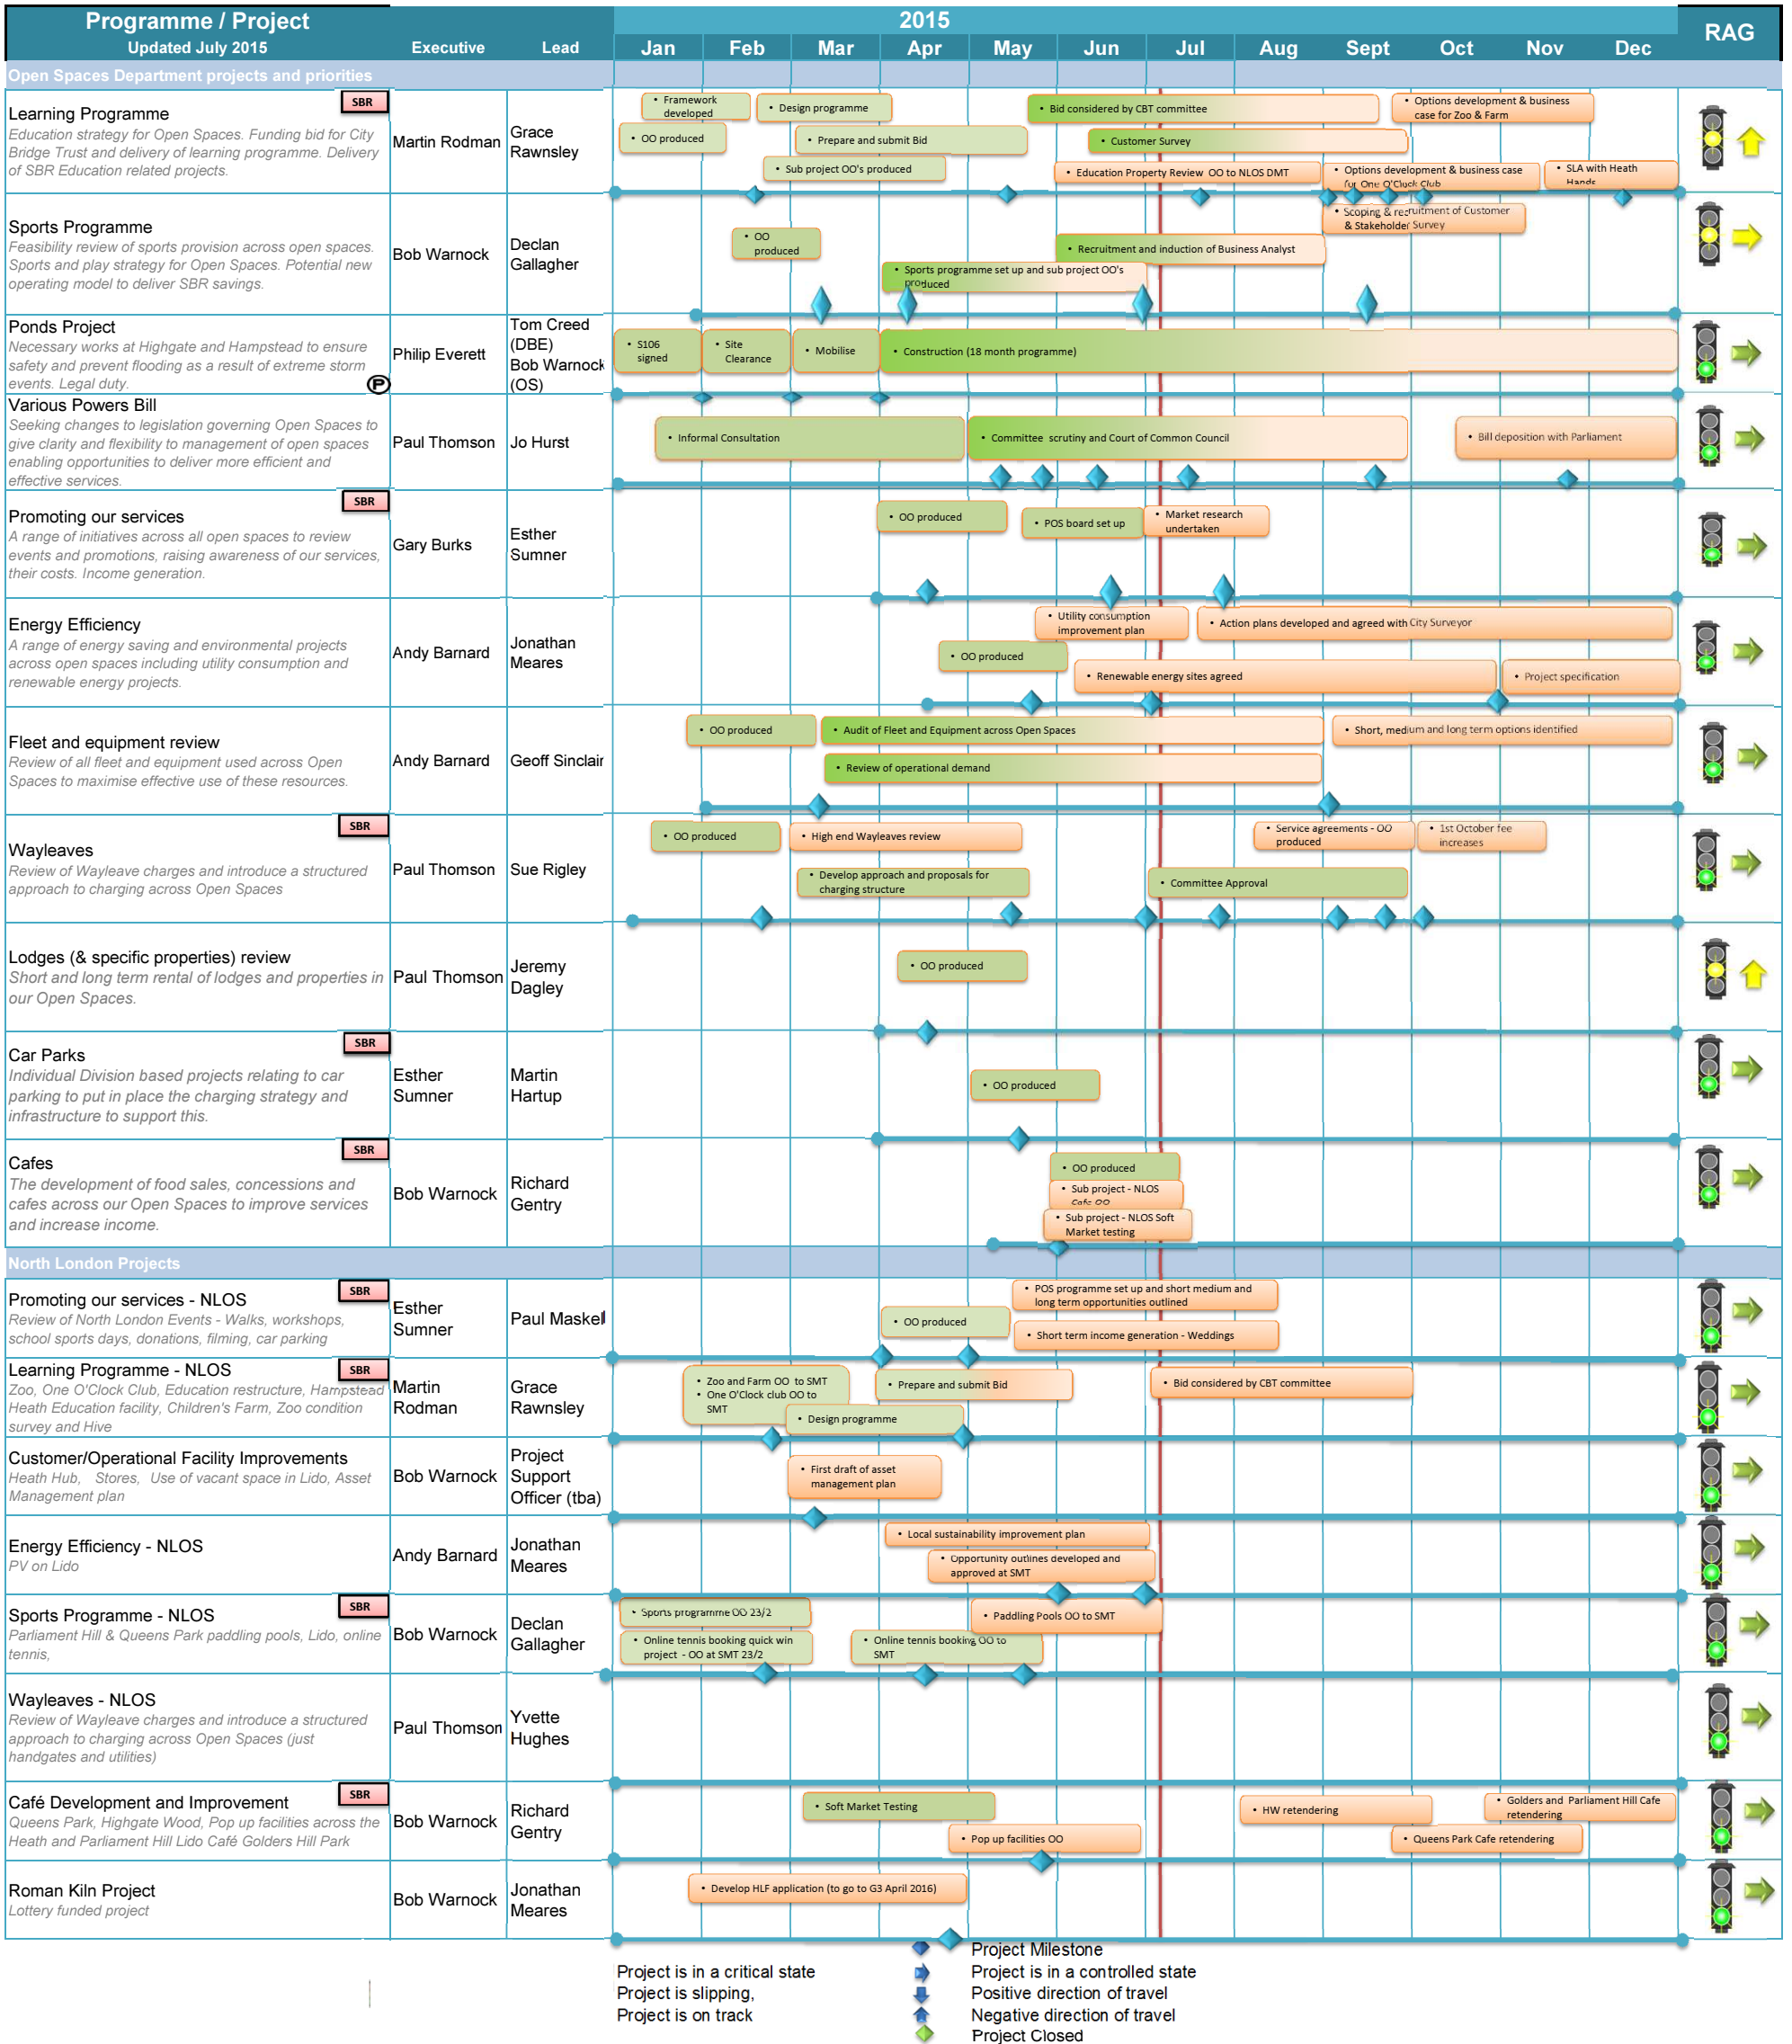 Programme / Project
Updated July 2015
Executive
Lead
2015
Jan
Feb
Mar
Apr
May
Jun
Jul
Aug
Sept
Oct
Nov
Dec
RAG
Open Spaces Department projects and priorities
SBR
Learning Programme
Education strategy for Open Spaces. Funding bid for City
Bridge Trust and delivery of learning programme. Delivery
of SBR Education related projects.
Martin Rodman
Grace
Rawnsley
• Framework
developed
• Design programme
• OO produced
• Prepare and submit Bid
• Sub project OO's produced
• Bid considered by CBT committee
• Options development & business
case for Zoo & Farm
• Customer Survey
• Education Property Review OO to NLOS DMT
• Options development & business case
for One O'Clock Club
• SLA with Heath
Hands
Sports Programme
Feasibility review of sports provision across open spaces.
Sports and play strategy for Open Spaces. Potential new
operating model to deliver SBR savings.
Bob Warnock
Declan
Gallagher
• OO
produced
• Scoping & recruitment of Customer
& Stakeholder Survey
• Recruitment and induction of Business Analyst
• Sports programme set up and sub project OO's
produced
Ponds Project
Necessary works at Highgate and Hampstead to ensure
safety and prevent flooding as a result of extreme storm
events. Legal duty.
P
Philip Everett
Tom Creed
(DBE)
Bob Warnock
(OS)
• S106
signed
• Site
Clearance
• Mobilise
• Construction (18 month programme)
Various Powers Bill
Seeking changes to legislation governing Open Spaces to
give clarity and flexibility to management of open spaces
enabling opportunities to deliver more efficient and
effective services.
Paul Thomson
Jo Hurst
• Informal Consultation
• Committee scrutiny and Court of Common Council
• Bill deposition with Parliament
SBR
Promoting our services
A range of initiatives across all open spaces to review
events and promotions, raising awareness of our services,
their costs. Income generation.
Gary Burks
Esther
Sumner
• OO produced
• POS board set up
• Market research
undertaken
Energy Efficiency
A range of energy saving and environmental projects
across open spaces including utility consumption and
renewable energy projects.
Andy Barnard
Jonathan
Meares
• Utility consumption
improvement plan
• Action plans developed and agreed with City Surveyor
• OO produced
• Renewable energy sites agreed
• Project specification
Fleet and equipment review
Review of all fleet and equipment used across Open
Spaces to maximise effective use of these resources.
Andy Barnard
Geoff Sinclair
• OO produced
• Audit of Fleet and Equipment across Open Spaces
• Short, medium and long term options identified
• Review of operational demand
SBR
Wayleaves
Review of Wayleave charges and introduce a structured
approach to charging across Open Spaces
Paul Thomson
Sue Rigley
• OO produced
• High end Wayleaves review
• Service agreements - OO
produced
• 1st October fee
increases
• Develop approach and proposals for
charging structure
• Committee Approval
Lodges (& specific properties) review
Short and long term rental of lodges and properties in
our Open Spaces.
Paul Thomson
Jeremy
Dagley
• OO produced
SBR
Car Parks
Individual Division based projects relating to car
parking to put in place the charging strategy and
infrastructure to support this.
Esther
Sumner
Martin
Hartup
• OO produced
SBR
Cafes
The development of food sales, concessions and
cafes across our Open Spaces to improve services
and increase income.
Bob Warnock
Richard
Gentry
• OO produced
• Sub project - NLOS
Cafe OO
• Sub project - NLOS Soft
Market testing
North London Projects
SBR
Promoting our services - NLOS
Review of North London Events - Walks, workshops,
school sports days, donations, filming, car parking
Esther
Sumner
Paul Maskel
• POS programme set up and short medium and
long term opportunities outlined
• OO produced
• Short term income generation - Weddings
SBR
Learning Programme - NLOS
Zoo, One O'Clock Club, Education restructure, Hampstead
Heath Education facility, Children's Farm, Zoo condition
survey and Hive
Martin
Rodman
Grace
Rawnsley
• Zoo and Farm OO to SMT
• One O'Clock club OO to
SMT
• Prepare and submit Bid
• Bid considered by CBT committee
• Design programme
Customer/Operational Facility Improvements
Heath Hub, Stores, Use of vacant space in Lido, Asset
Management plan
Bob Warnock
Project
Support
Officer (tba)
• First draft of asset
management plan
Energy Efficiency - NLOS
PV on Lido
Andy Barnard
Jonathan
Meares
• Local sustainability improvement plan
• Opportunity outlines developed and
approved at SMT
SBR
Sports Programme - NLOS
Parliament Hill & Queens Park paddling pools, Lido, online
tennis,
Bob Warnock
Declan
Gallagher
• Sports programme OO 23/2
• Paddling Pools OO to SMT
• Online tennis booking quick win
project - OO at SMT 23/2
• Online tennis booking OO to
SMT
Wayleaves - NLOS
Review of Wayleave charges and introduce a structured
approach to charging across Open Spaces (just
handgates and utilities)
Paul Thomson
Yvette
Hughes
SBR
Café Development and Improvement
Queens Park, Highgate Wood, Pop up facilities across the
Heath and Parliament Hill Lido Café Golders Hill Park
Bob Warnock
Richard
Gentry
• Soft Market Testing
• HW retendering
• Golders and Parliament Hill Cafe
retendering
• Pop up facilities OO
• Queens Park Cafe retendering
Roman Kiln Project
Lottery funded project
Bob Warnock
Jonathan
Meares
• Develop HLF application (to go to G3 April 2016)
Project Milestone
Project is in a critical state
Project is in a controlled state
Project is slipping,
Positive direction of travel
Project is on track
Negative direction of travel
Project Closed